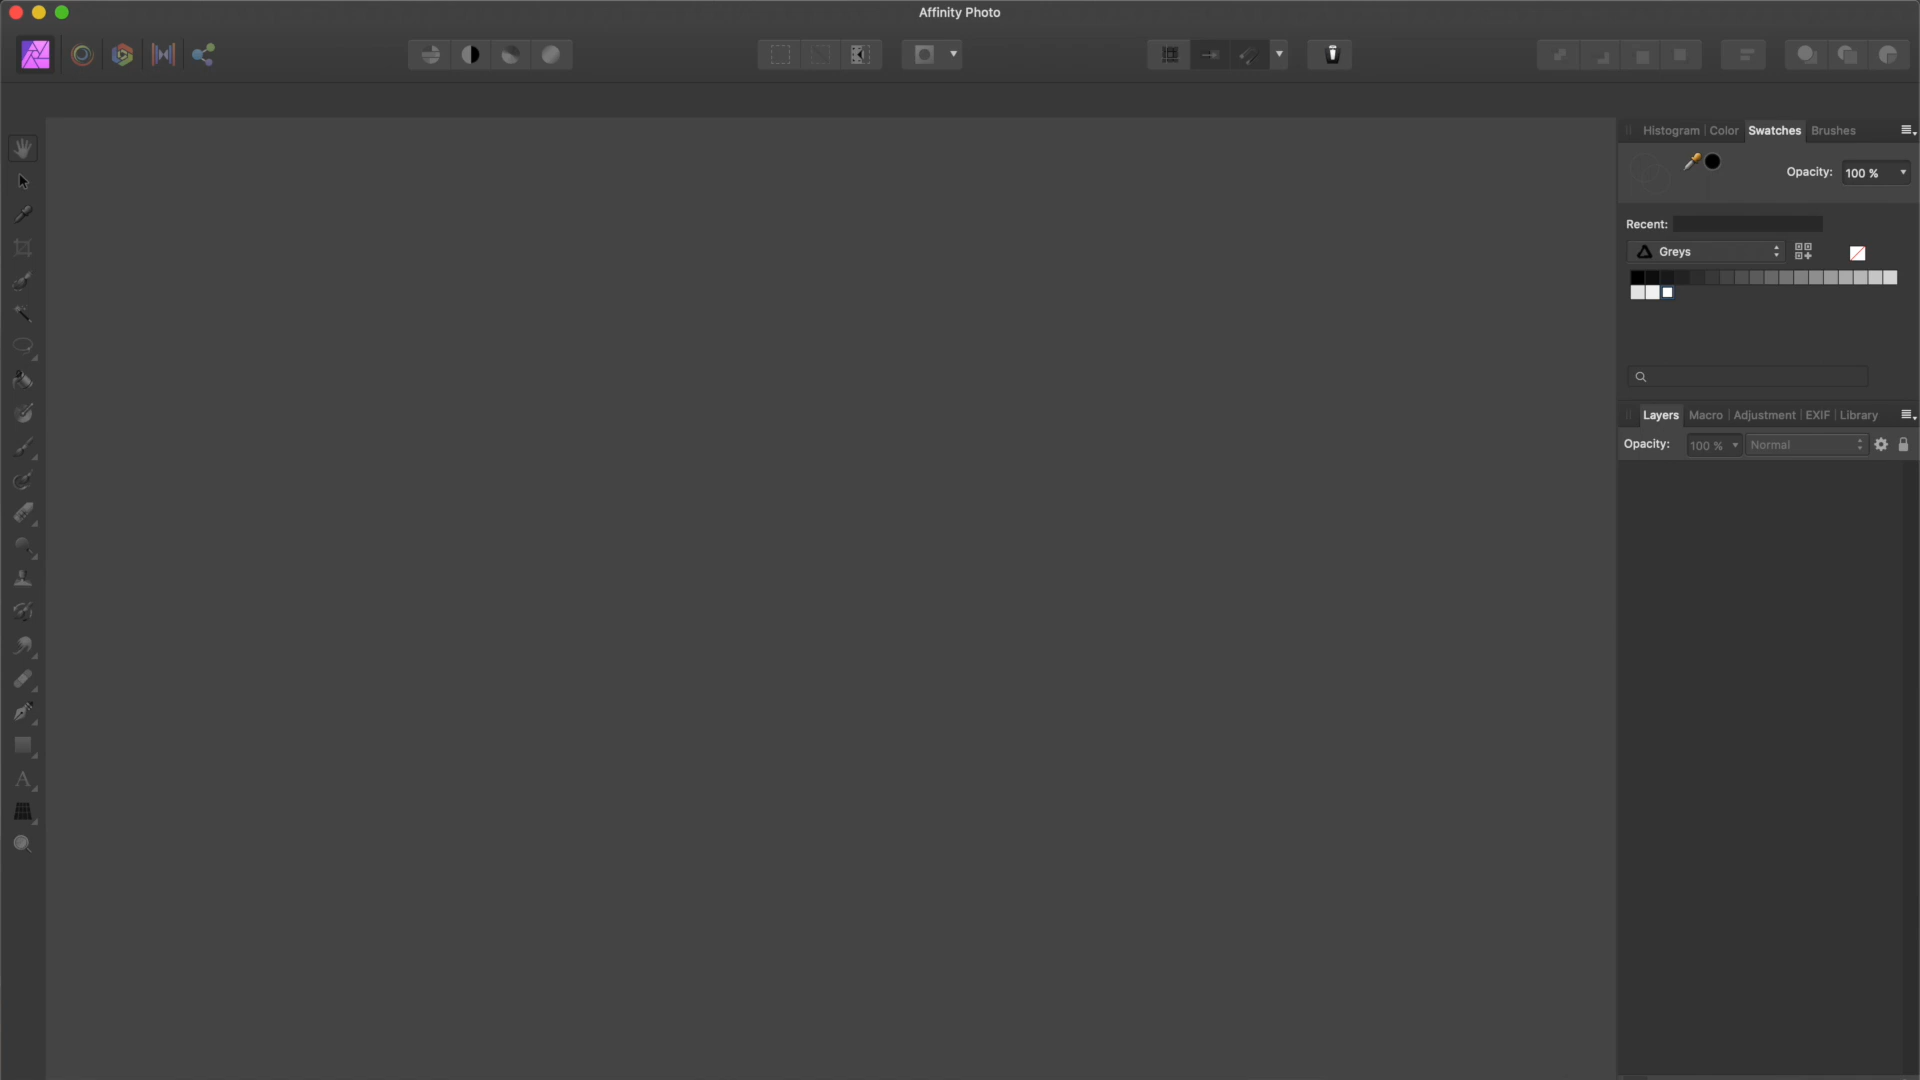 Affinity Photo
Histogram Color Swatches Brushes
Opacity: 100 %
Recent:
Greys
Layers Macro Adjustment EXIF Library
Opacity: 100 % Normal
A